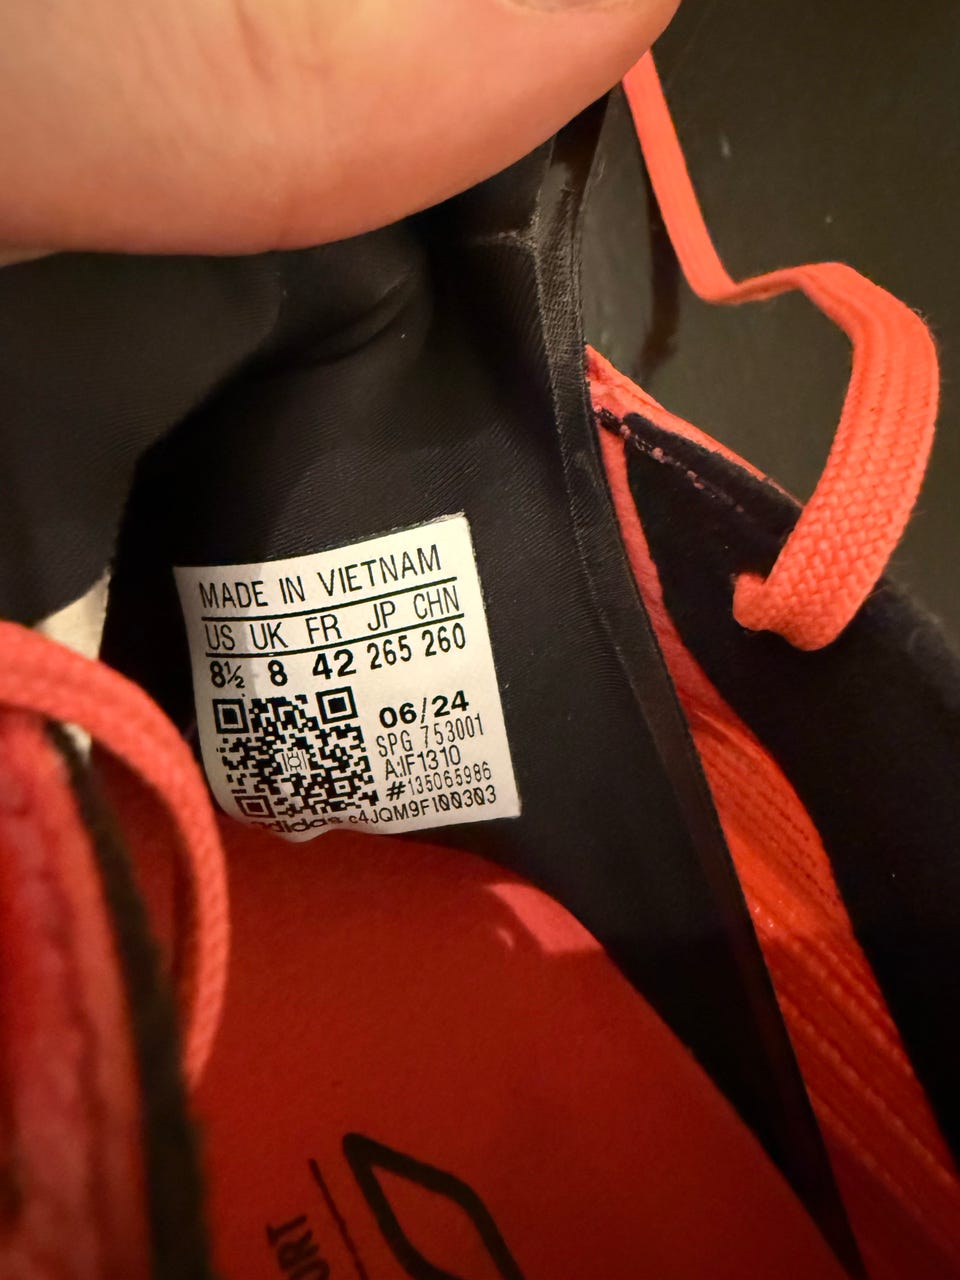 MADE IN VIETNAM
US UK FR JP CHN
8½ 8 42 265 260
06/24
SPG 753001
A:IF1310
#135065986
adidas c4JQM9FI00303